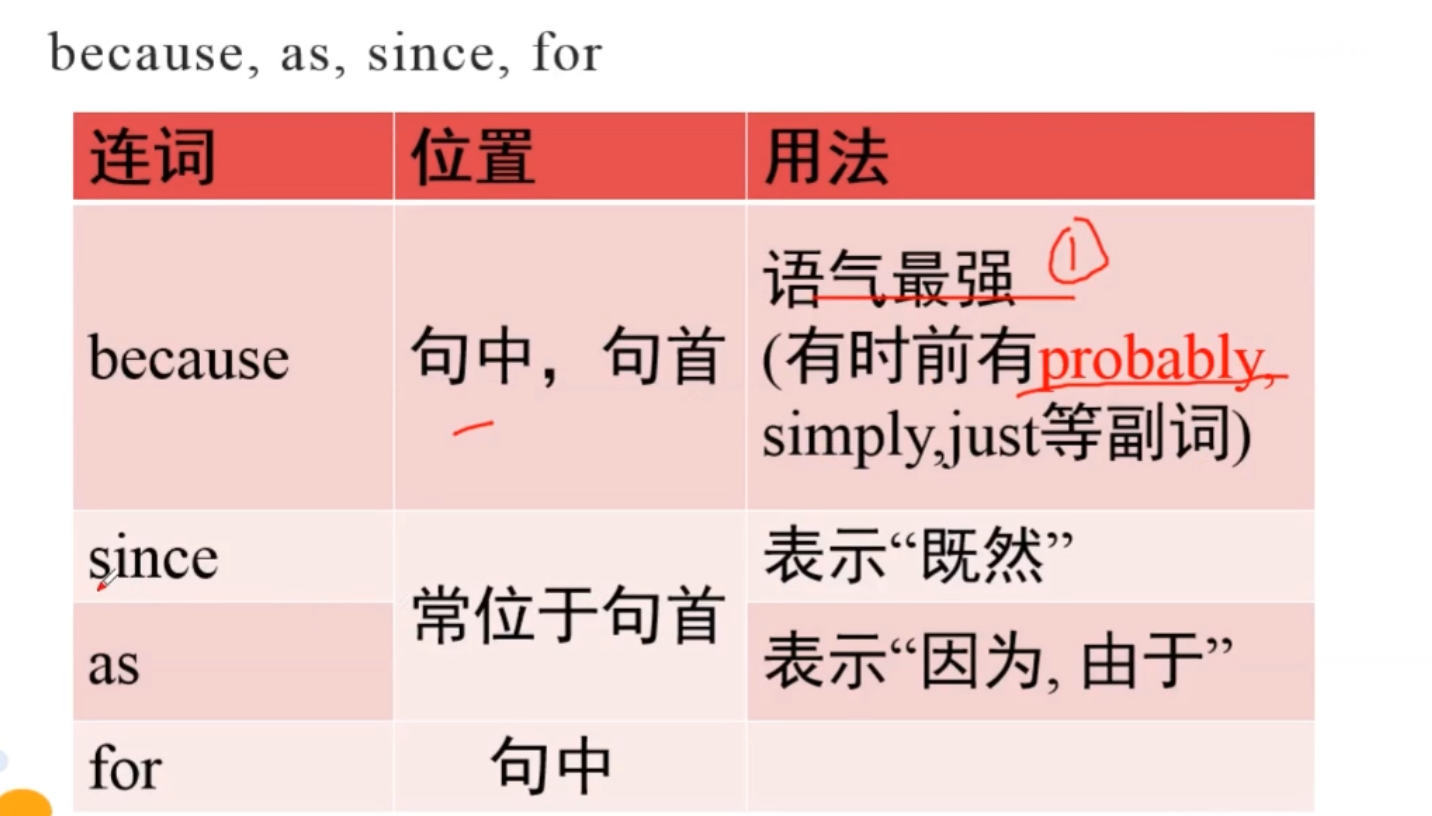 because, as, since, for
连词 位置 用法
语气最强 ①
because 句中，句首 (有时前有probably,
simply,just等副词)
since 表示“既然”
常位于句首
as 表示“因为, 由于”
for 句中